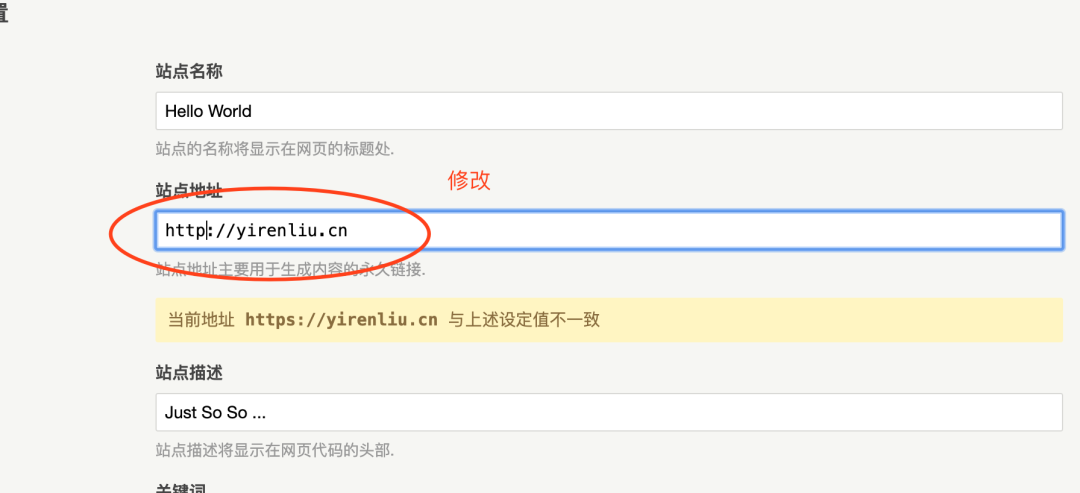 置
站点名称
Hello World
站点的名称将显示在网页的标题处.
修改
站点地址
http://yirenliu.cn
站点地址主要用于生成内容的永久链接.
当前地址 https://yirenliu.cn 与上述设定值不一致
站点描述
Just So So ...
站点描述将显示在网页代码的头部.
关键词